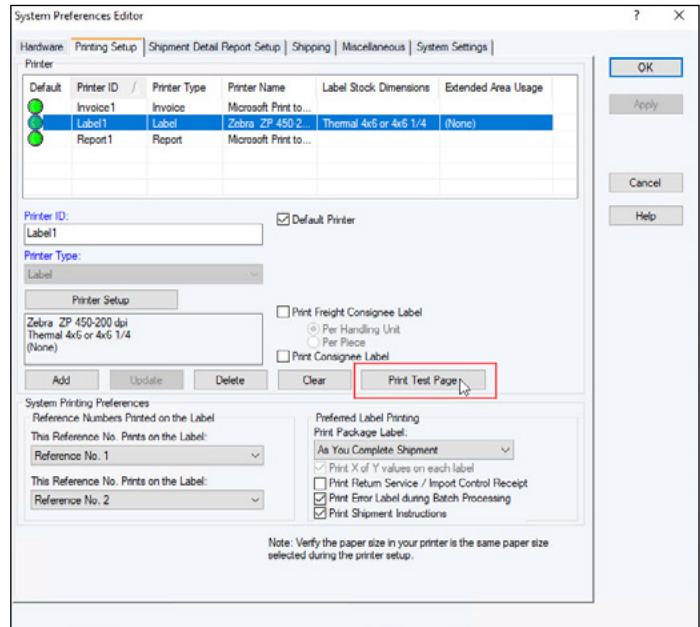 System Preferences Editor ? X
Hardware Printing Setup Shipment Detail Report Setup Shipping Miscellaneous System Settings
Printer
Default Printer ID / Printer Type Printer Name Label Stock Dimensions Extended Area Usage
Invoice1 Invoice Microsoft Print to...
Label1 Label Zebra ZP 450-2... Thermal 4x6 or 4x6 1/4 (None)
Report1 Report Microsoft Print to...
OK
Apply
Cancel
Help
Printer ID:
Label1
Default Printer
Printer Type:
Label
Printer Setup
Zebra ZP 450-200 dpi
Thermal 4x6 or 4x6 1/4
(None)
Print Freight Consignee Label
Per Handling Unit
Per Piece
Print Consignee Label
Add Update Delete Clear Print Test Page
System Printing Preferences
Reference Numbers Printed on the Label
This Reference No. Prints on the Label:
Reference No. 1
This Reference No. Prints on the Label:
Reference No. 2
Preferred Label Printing
Print Package Label:
As You Complete Shipment
Print X of Y values on each label
Print Return Service / Import Control Receipt
Print Error Label during Batch Processing
Print Shipment Instructions
Note: Verify the paper size in your printer is the same paper size
selected during the printer setup.